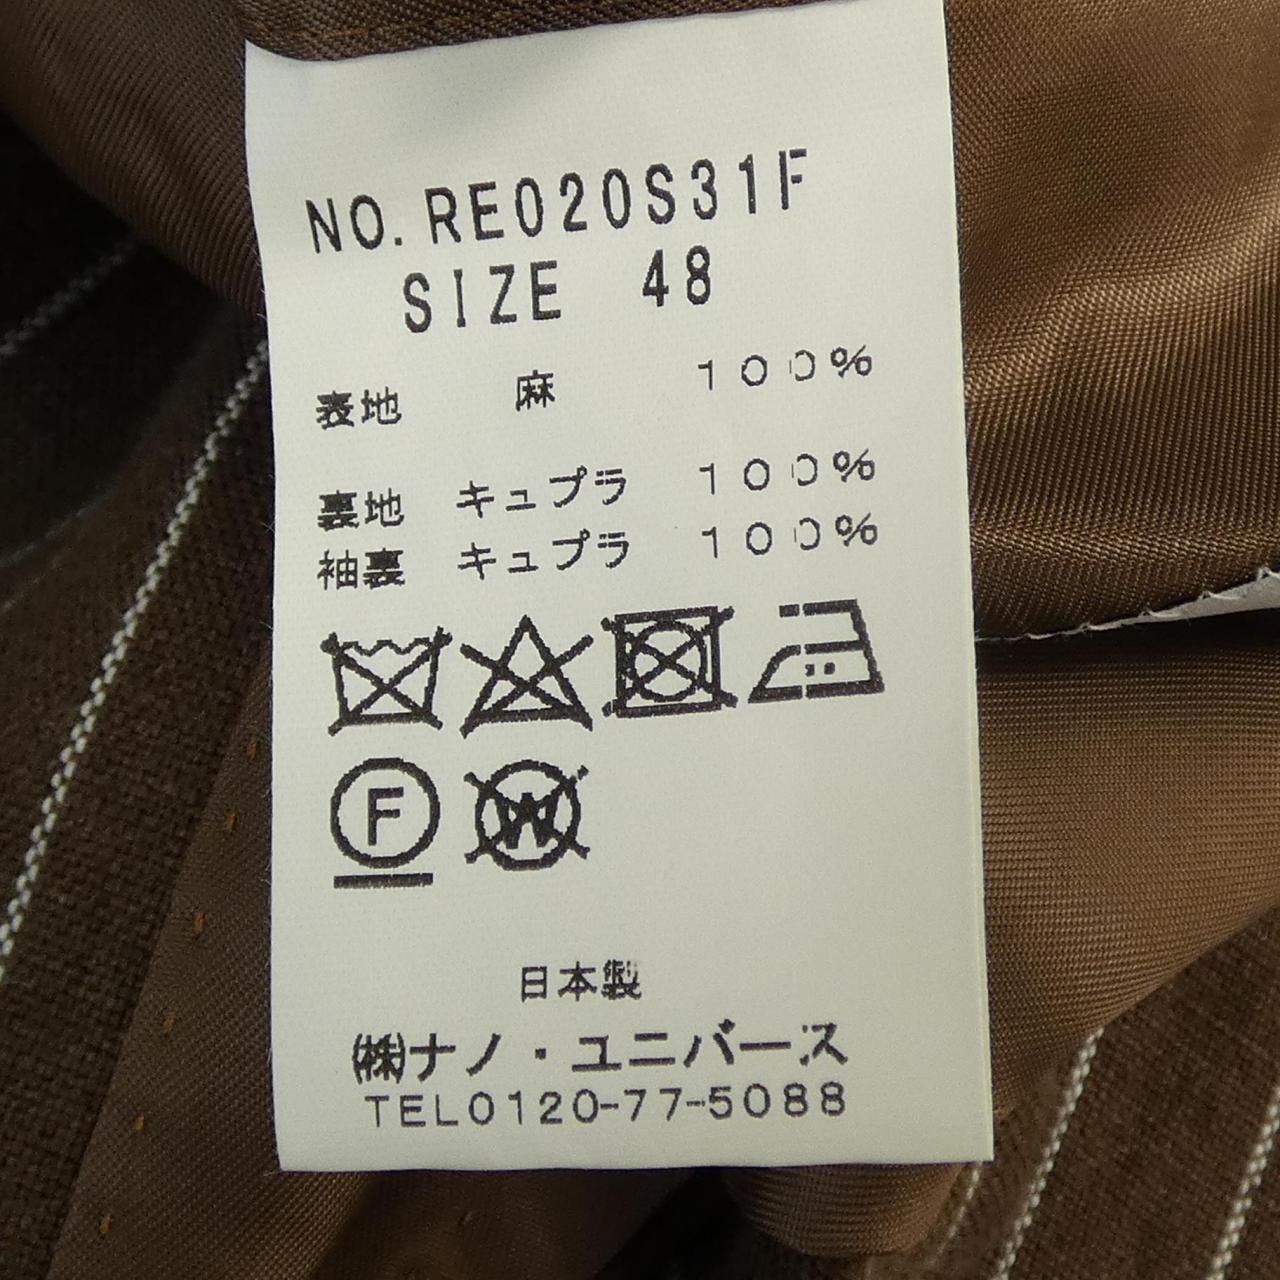 NO.RE020S31F
SIZE 48
表地 麻 100%
裏地 キュプラ 100%
袖裏 キュプラ 100%
F W
日本製
(株)ナノ・ユニバース
TEL0120-77-5088